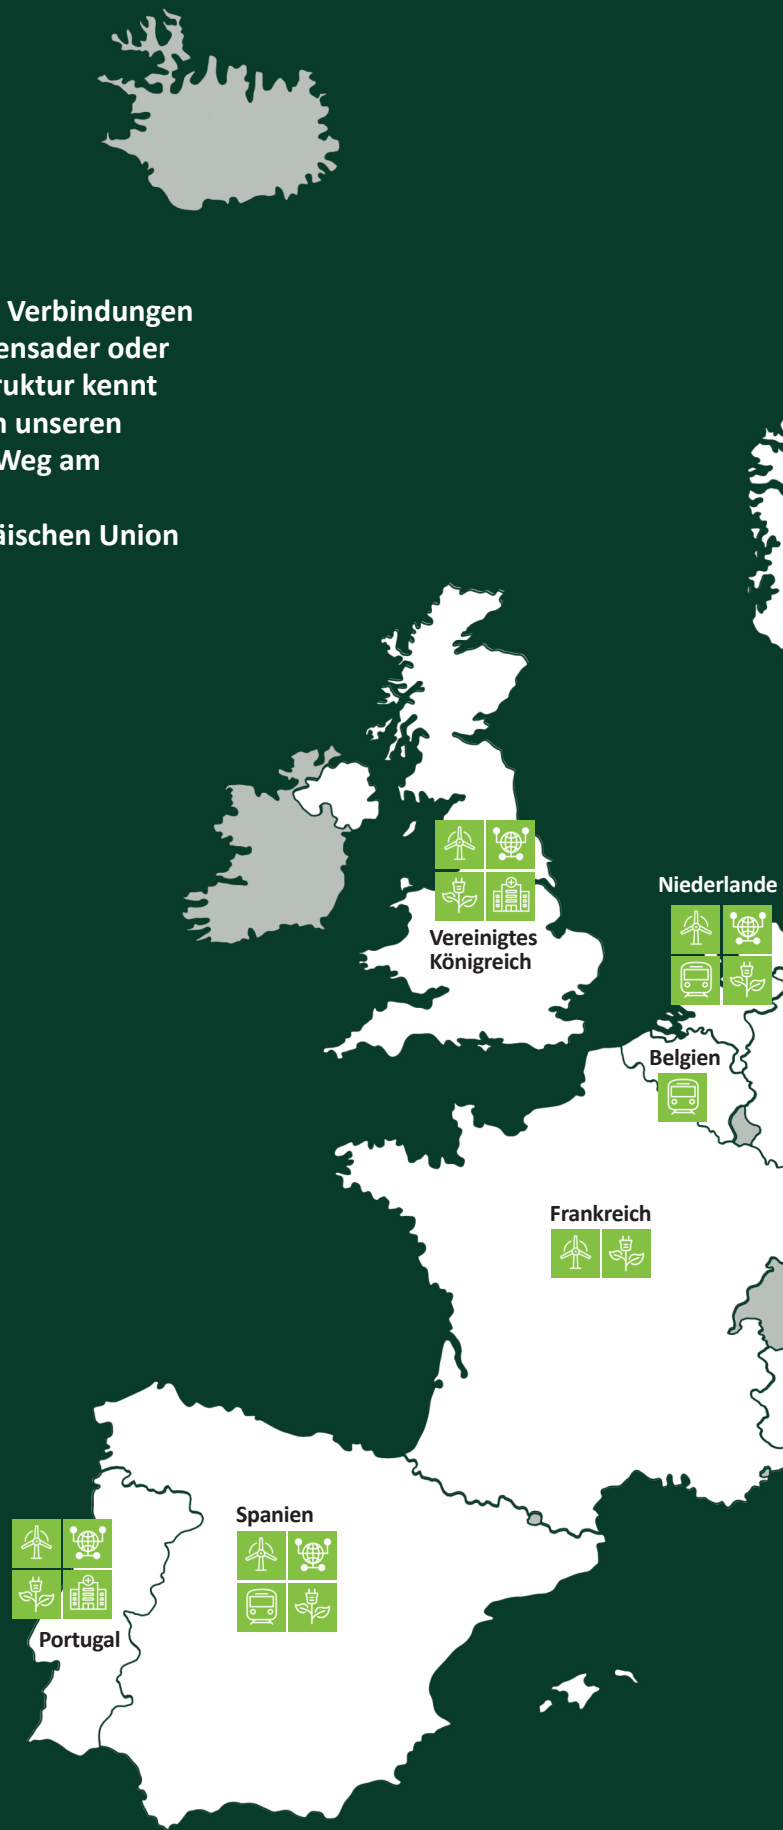 Verbindungen
ensader oder
ruktur kennt
unseren
Weg am
äischen Union
Vereinigtes
Königreich
Niederlande
Belgien
Frankreich
Spanien
Portugal